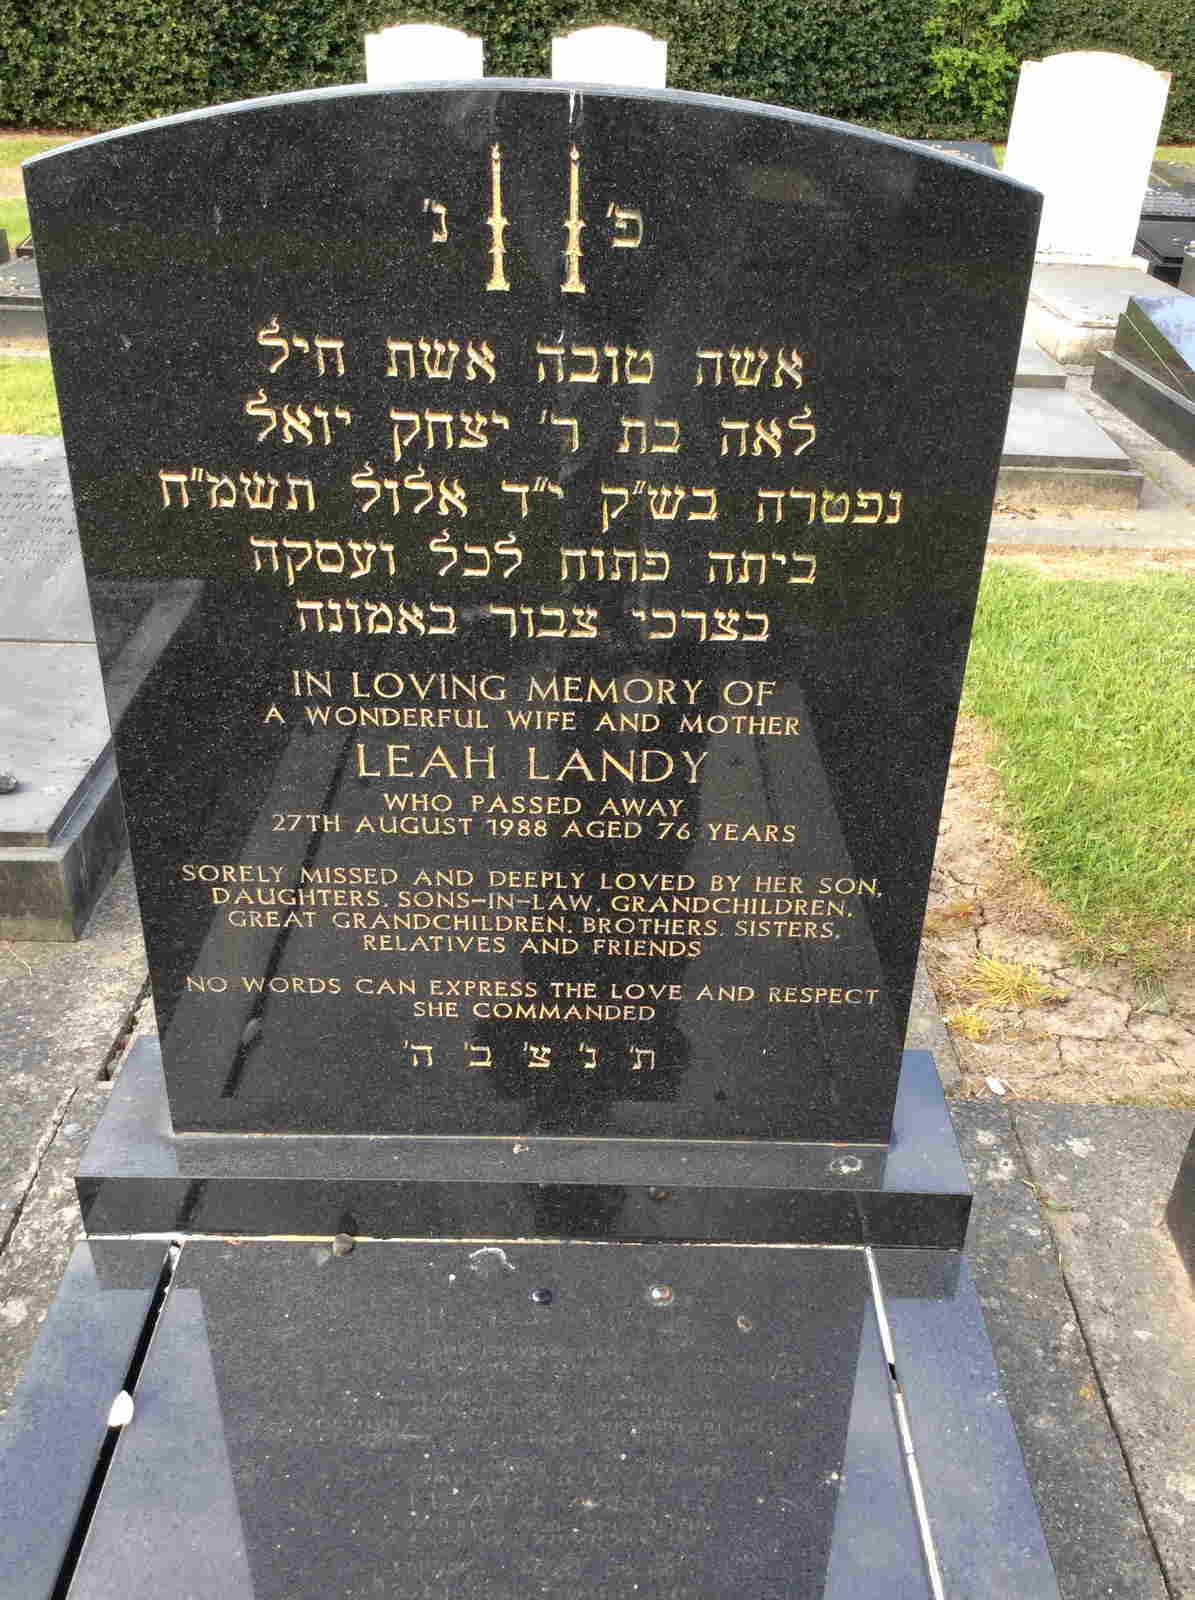 פ' נ'
אשה טובה אשת חיל
לאה בת ר' יצחק יואל
נפטרה בש"ק י"ד אלול תשמ"ח
ביתה פתוח לכל ועסקה
בצרכי צבור באמונה
IN LOVING MEMORY OF
A WONDERFUL WIFE AND MOTHER
LEAH LANDY
WHO PASSED AWAY
27TH AUGUST 1988 AGED 76 YEARS
SORELY MISSED AND DEEPLY LOVED BY HER SON,
DAUGHTERS, SONS-IN-LAW, GRANDCHILDREN,
GREAT GRANDCHILDREN, BROTHERS, SISTERS,
RELATIVES AND FRIENDS
NO WORDS CAN EXPRESS THE LOVE AND RESPECT
SHE COMMANDED
ת' נ' צ' ב' ה'